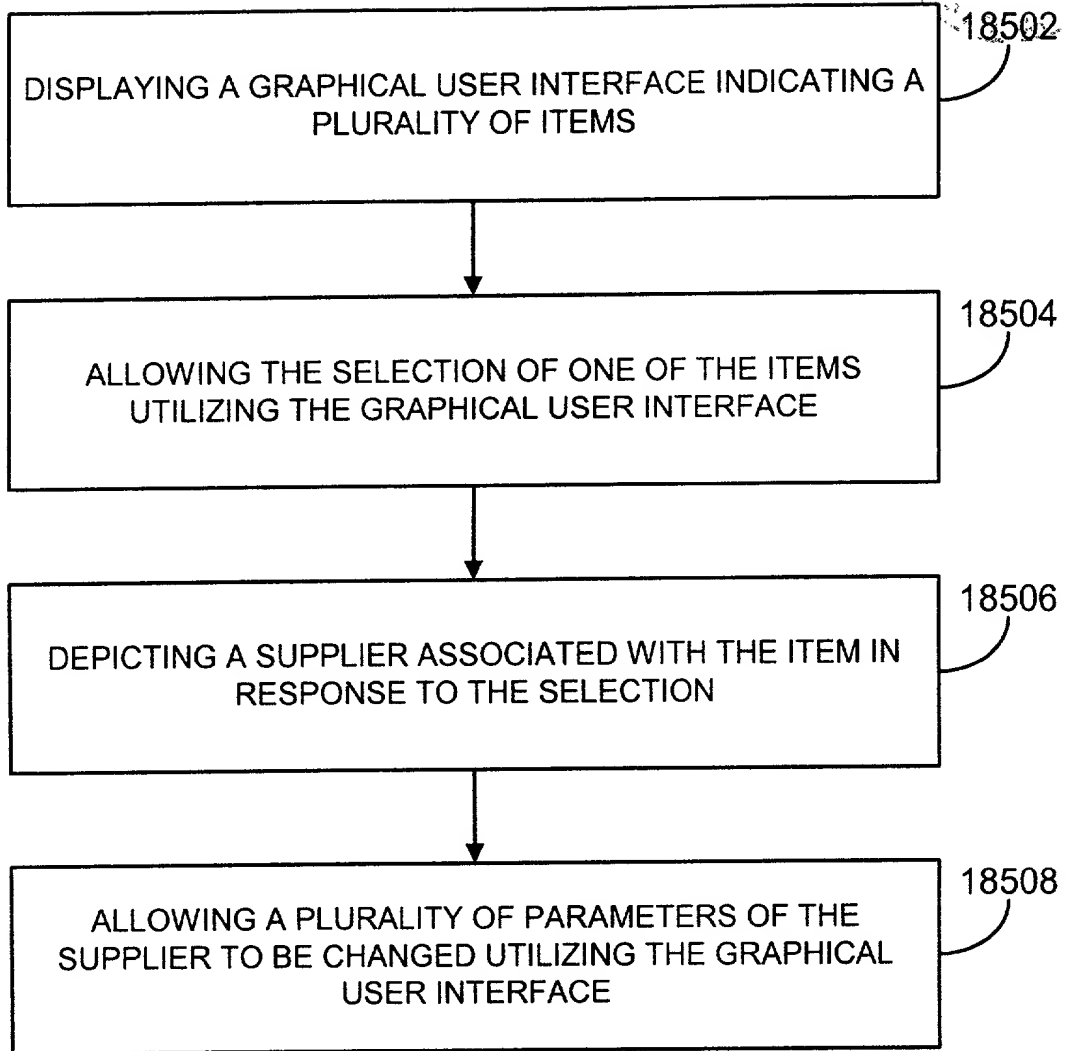 18502
DISPLAYING A GRAPHICAL USER INTERFACE INDICATING A
PLURALITY OF ITEMS
18504
ALLOWING THE SELECTION OF ONE OF THE ITEMS
UTILIZING THE GRAPHICAL USER INTERFACE
18506
DEPICTING A SUPPLIER ASSOCIATED WITH THE ITEM IN
RESPONSE TO THE SELECTION
18508
ALLOWING A PLURALITY OF PARAMETERS OF THE
SUPPLIER TO BE CHANGED UTILIZING THE GRAPHICAL
USER INTERFACE